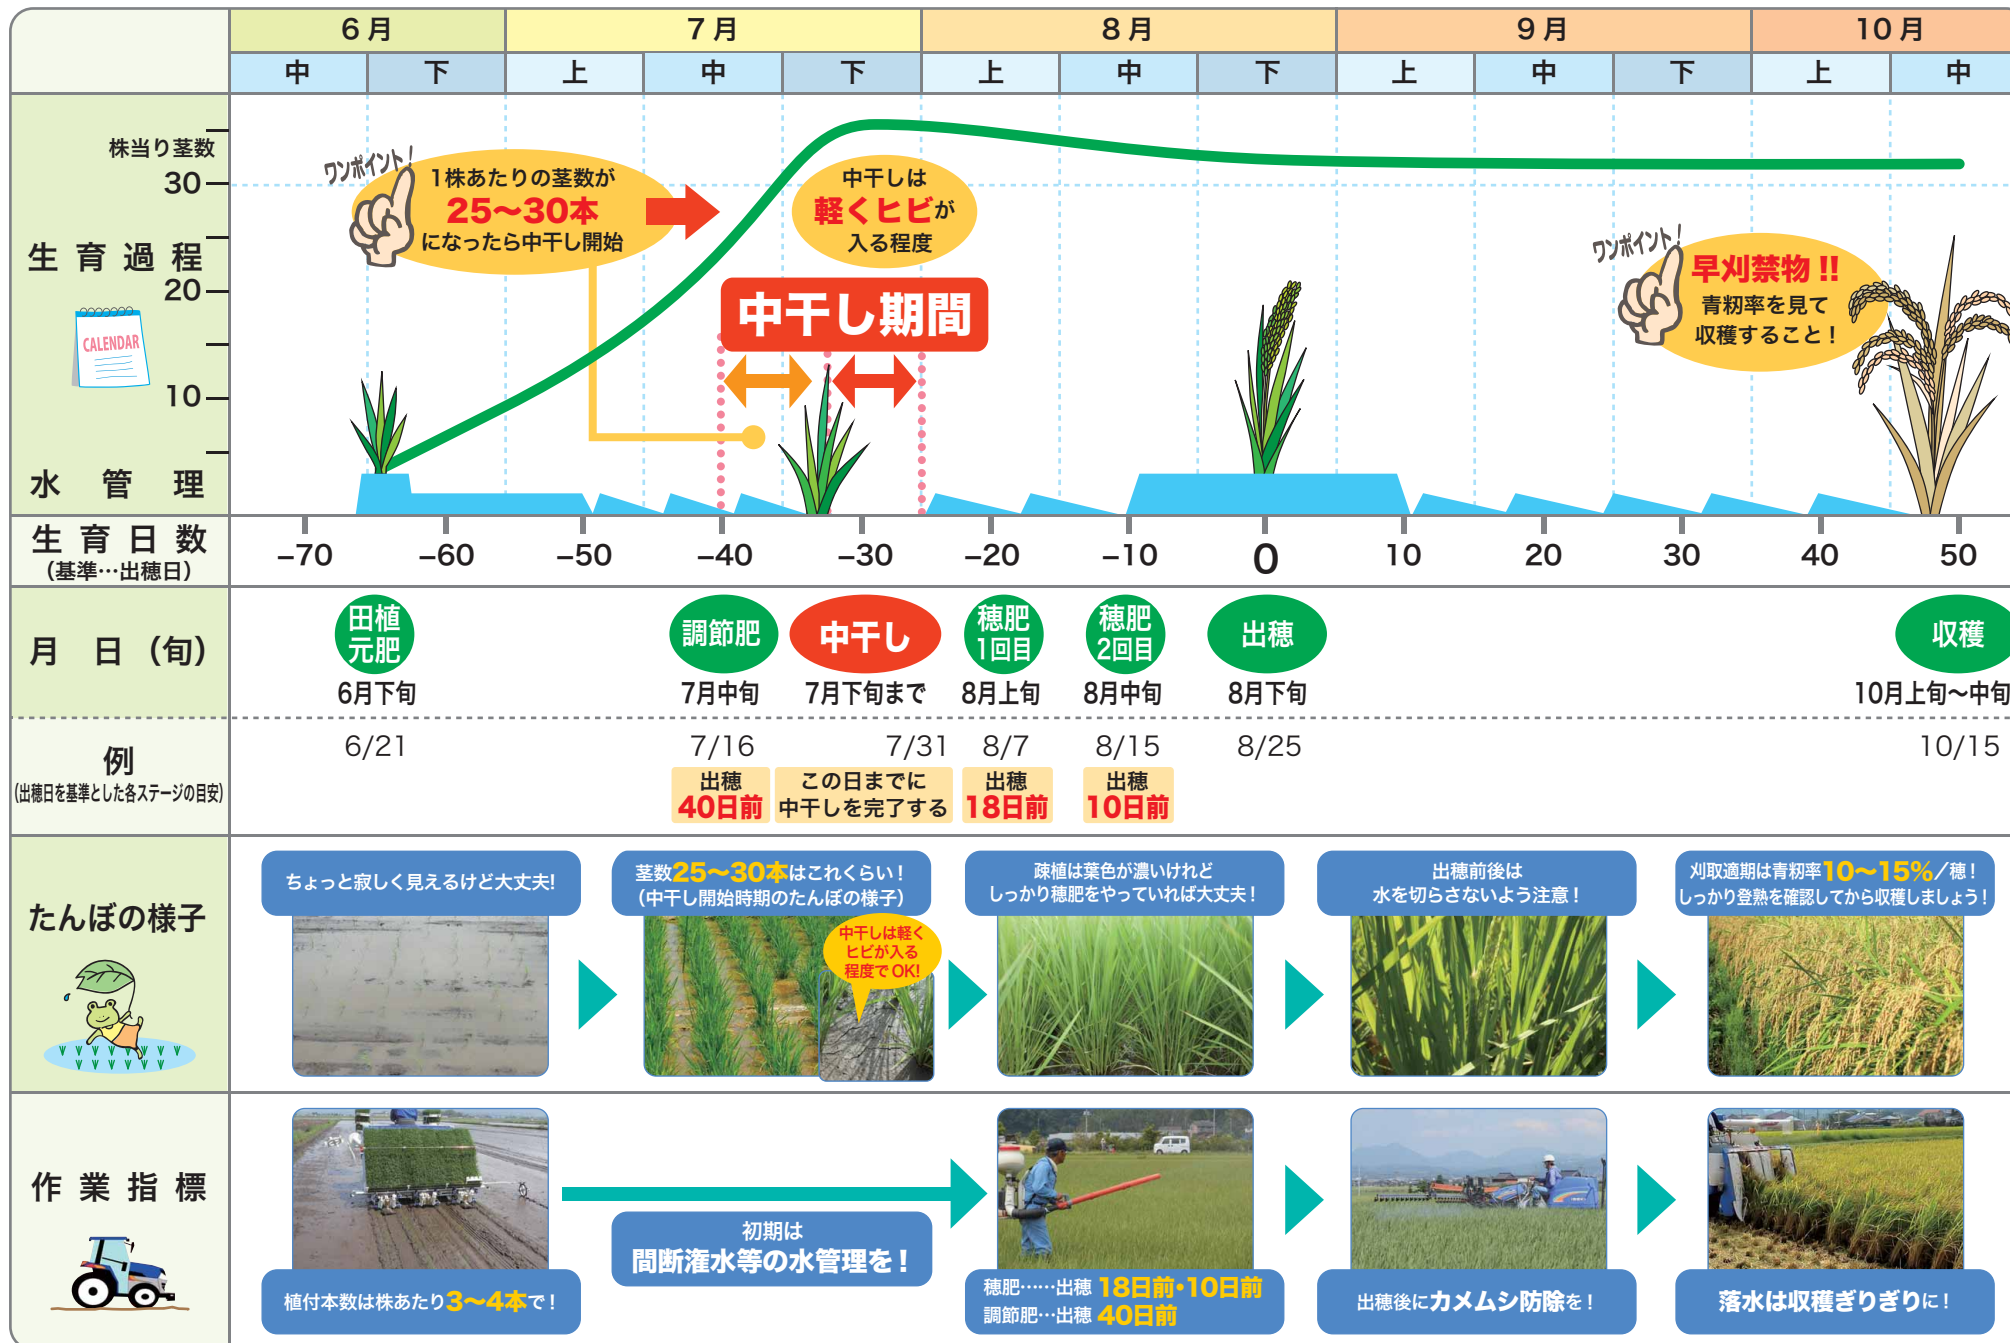 6月
7月
8月
9月
10月
中
下
上
中
下
上
中
下
上
中
下
上
中
株当り茎数
30
20
10
生育過程
CALENDAR
水管理
ワンポイント!
1株あたりの茎数が
25〜30本
になったら中干し開始
中干しは
軽くヒビが
入る程度
中干し期間
ワンポイント!
早刈禁物!!
青籾率を見て
収穫すること!
生育日数
(基準…出穂日)
−70
−60
−50
−40
−30
−20
−10
0
10
20
30
40
50
月日(旬)
田植
元肥
6月下旬
調節肥
7月中旬
中干し
7月下旬まで
穂肥
1回目
8月上旬
穂肥
2回目
8月中旬
出穂
8月下旬
収穫
10月上旬〜中旬
例
(出穂日を基準とした各ステージの目安)
6/21
7/16
出穂
40日前
7/31
この日までに
中干しを完了する
8/7
出穂
18日前
8/15
出穂
10日前
8/25
10/15
たんぼの様子
ちょっと寂しく見えるけど大丈夫!
茎数25〜30本はこれくらい!
(中干し開始時期のたんぼの様子)
中干しは軽く
ヒビが入る
程度でOK!
疎植は葉色が濃いけれど
しっかり穂肥をやっていれば大丈夫!
出穂前後は
水を切らさないよう注意!
刈取適期は青籾率10〜15%/穂!
しっかり登熟を確認してから収穫しましょう!
作業指標
植付本数は株あたり3〜4本で!
初期は
間断潅水等の水管理を!
穂肥……出穂 18日前・10日前
調節肥…出穂 40日前
出穂後にカメムシ防除を!
落水は収穫ぎりぎりに!